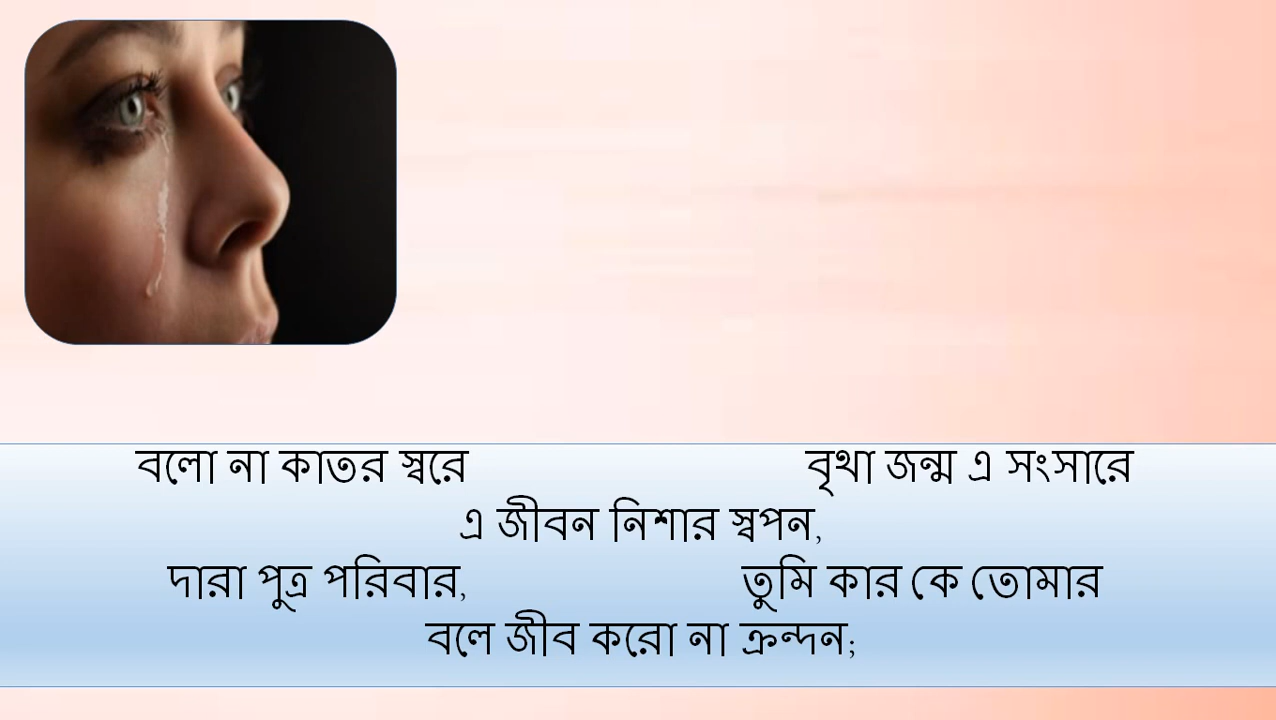 বলো না কাতর স্বরে বৃথা জন্ম এ সংসারে
এ জীবন নিশার স্বপন,
দারা পুত্র পরিবার, তুমি কার কে তোমার
বলে জীব করো না ক্রন্দন;